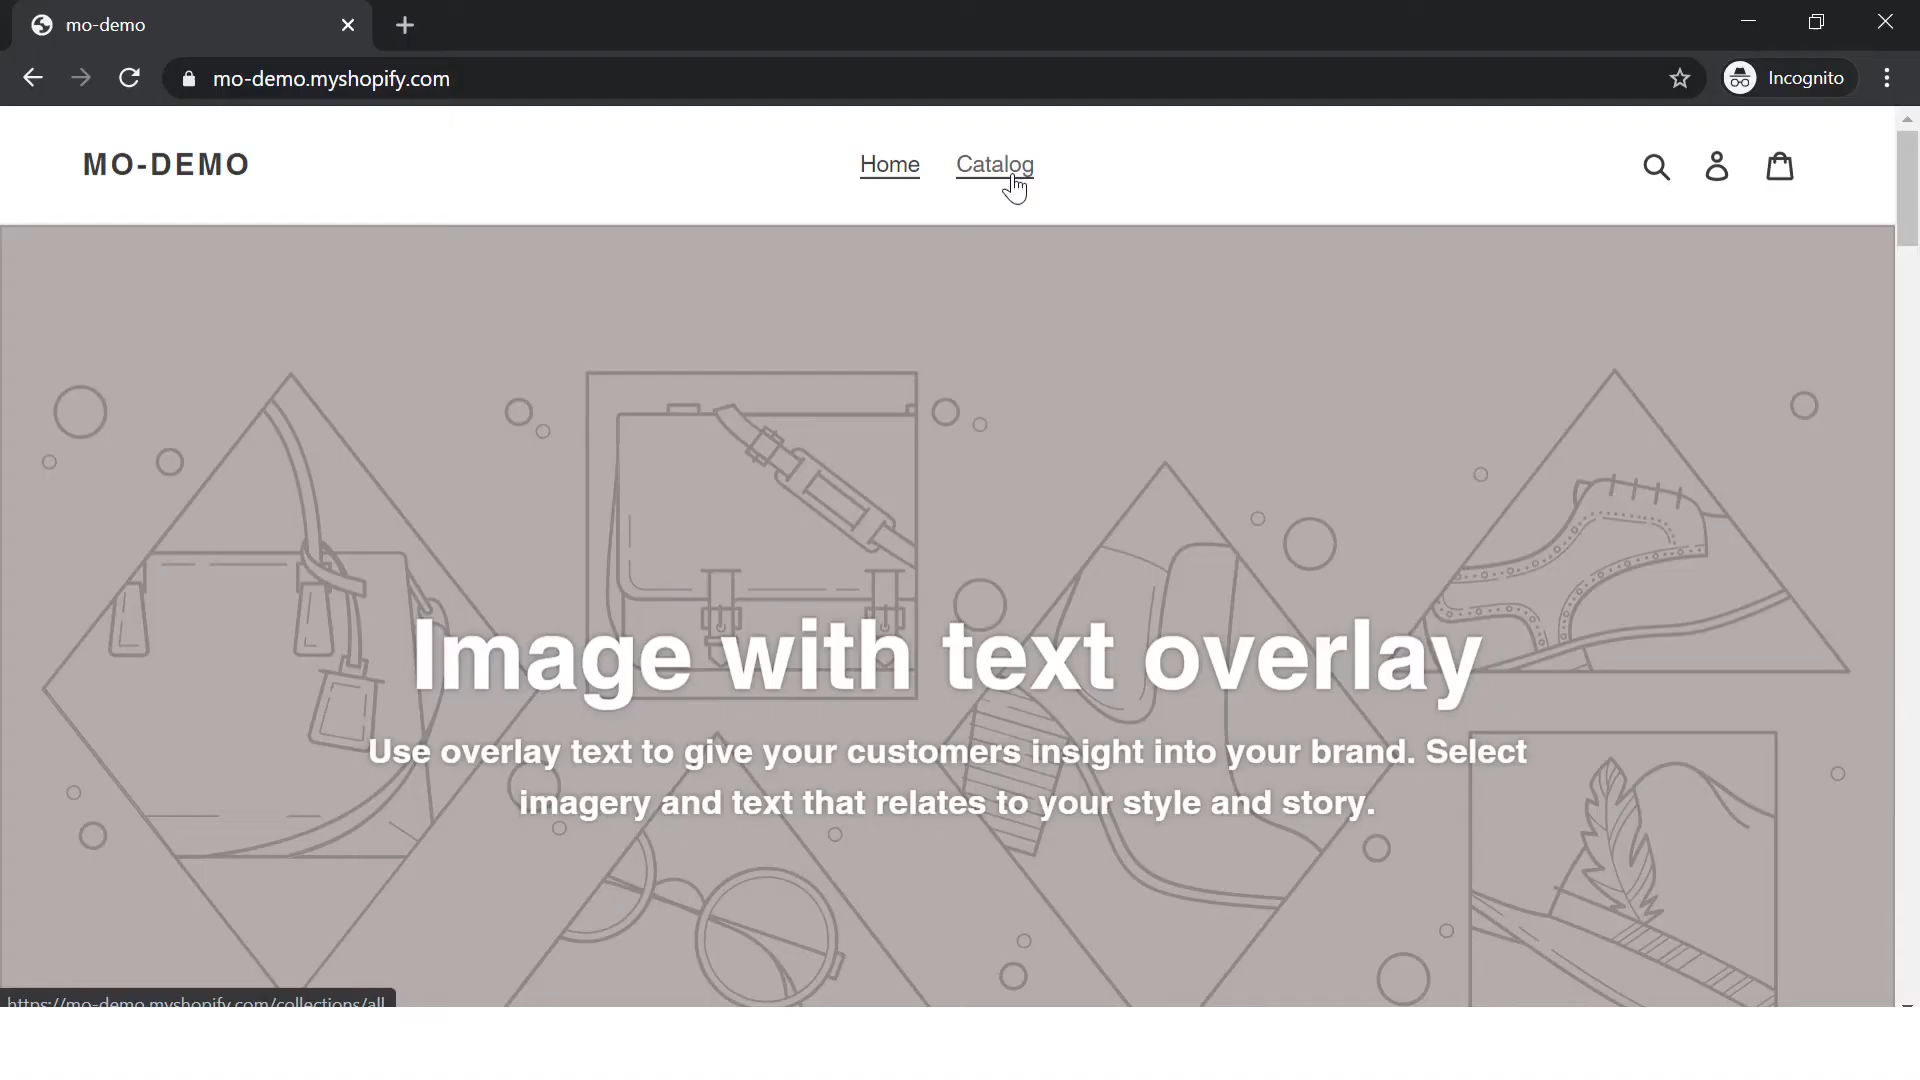 mo-demo
mo-demo.myshopify.com
Incognito
MO-DEMO
Home Catalog
Image with text overlay
Use overlay text to give your customers insight into your brand. Select
imagery and text that relates to your style and story.
https://mo-demo.myshopify.com/collections/all